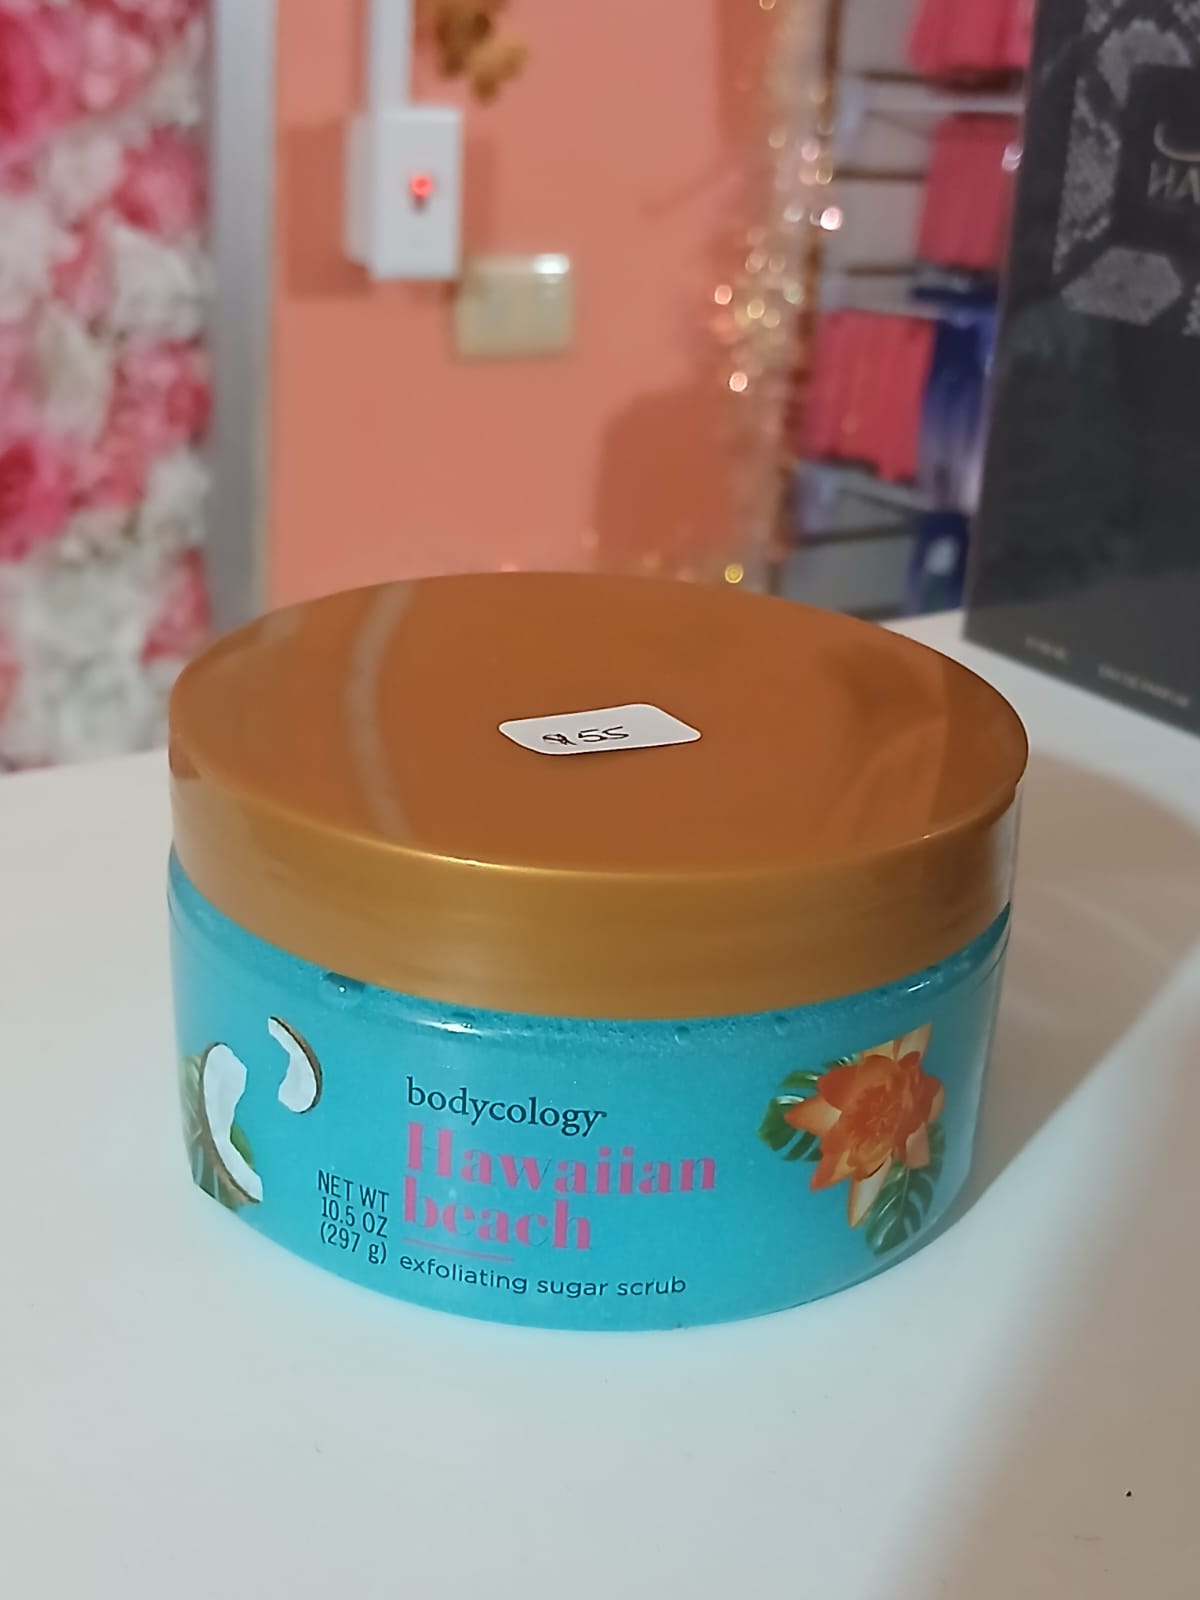 55
bodycology
Hawaiian
beach
exfoliating sugar scrub
NET WT
10.5 OZ
(297 g)